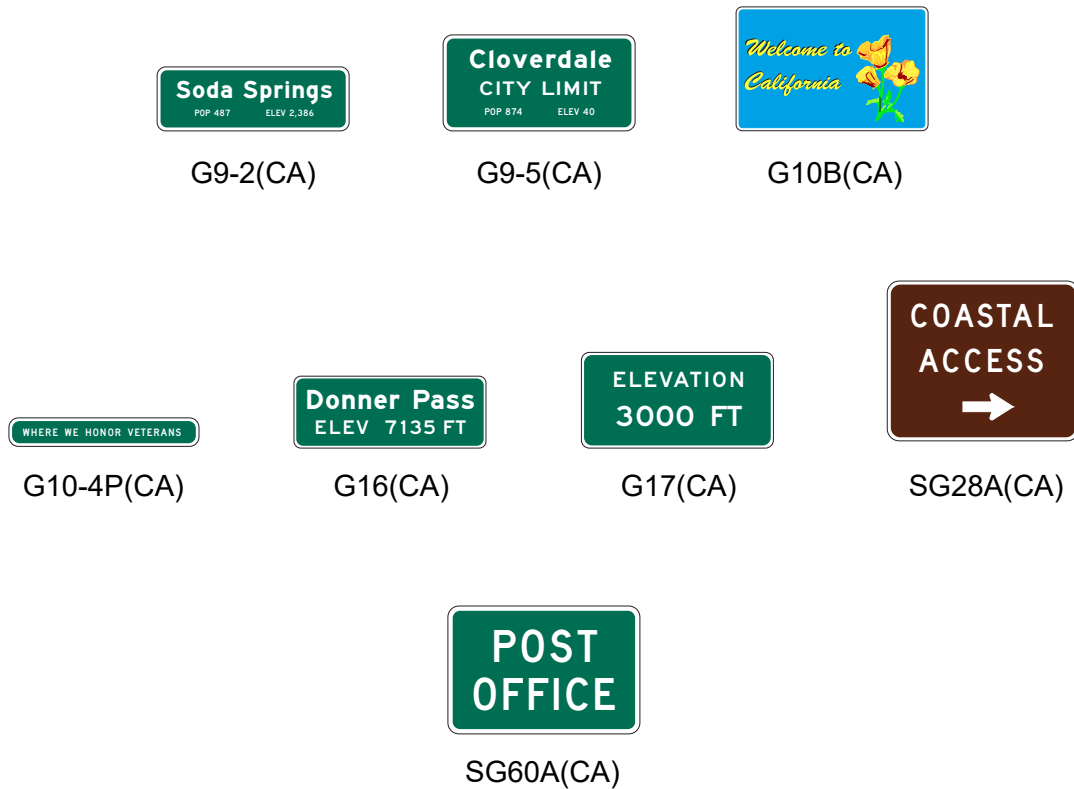 Soda Springs
POP 487 ELEV 2,386
G9-2(CA)
Cloverdale
CITY LIMIT
POP 874 ELEV 40
G9-5(CA)
Welcome to
California
G10B(CA)
WHERE WE HONOR VETERANS
G10-4P(CA)
Donner Pass
ELEV 7135 FT
G16(CA)
ELEVATION
3000 FT
G17(CA)
COASTAL
ACCESS
SG28A(CA)
POST
OFFICE
SG60A(CA)